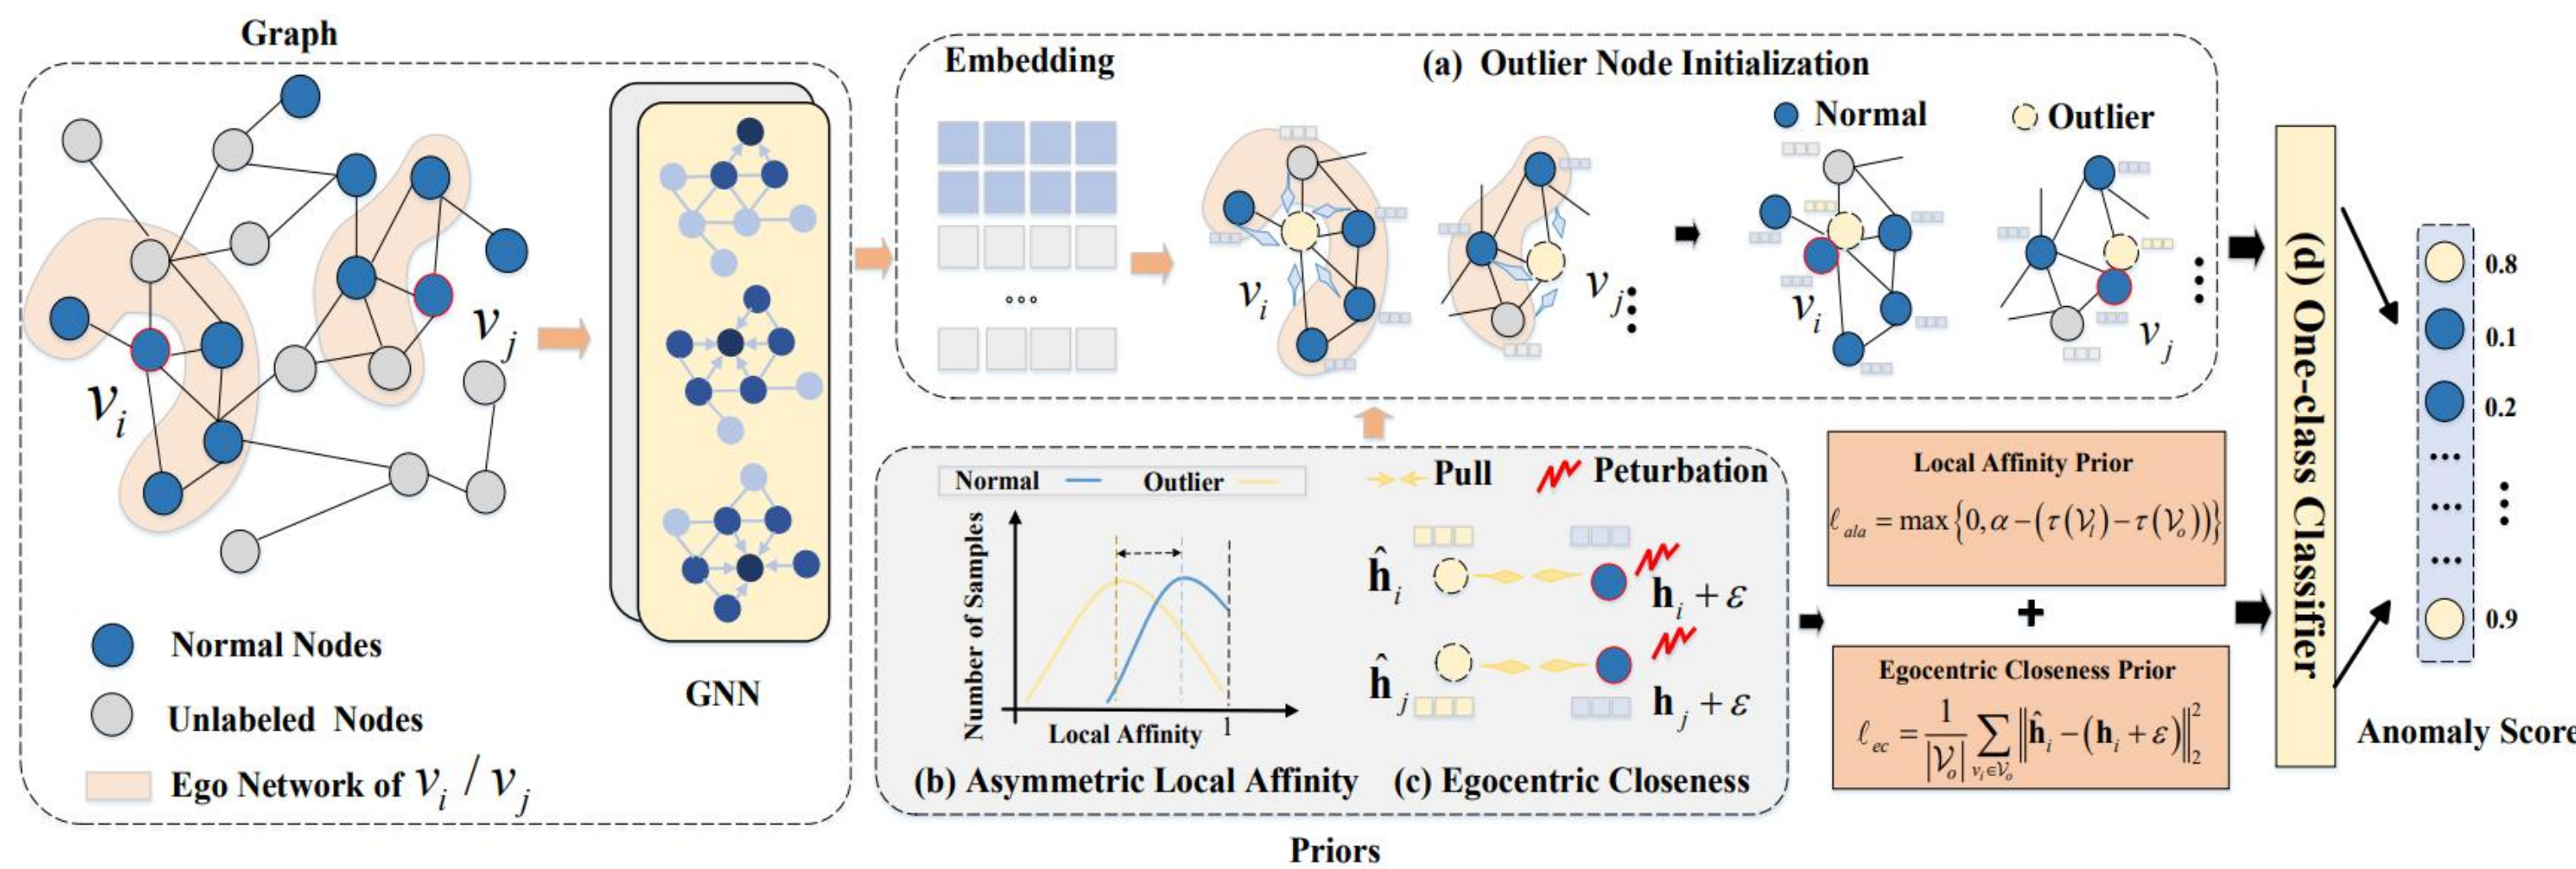 Graph
v_i
v_j
Normal Nodes
Unlabeled Nodes
Ego Network of v_i / v_j
GNN
Embedding
(a) Outlier Node Initialization
Normal
Outlier
v_i
v_j
v_i
v_j
Normal
Outlier
Number of Samples
Local Affinity
1
(b) Asymmetric Local Affinity
Pull
Peturbation
ĥ_i
h_i + ε
ĥ_j
h_j + ε
(c) Egocentric Closeness
Priors
Local Affinity Prior
ℓ_ala = max{0, α − (τ(𝒱_l) − τ(𝒱_o))}
+
Egocentric Closeness Prior
ℓ_ec = 1/|𝒱_o| ∑_{v_i∈𝒱_o} ‖ĥ_i − (h_i + ε)‖_2^2
(d) One-class Classifier
0.8
0.1
0.2
0.9
Anomaly Score